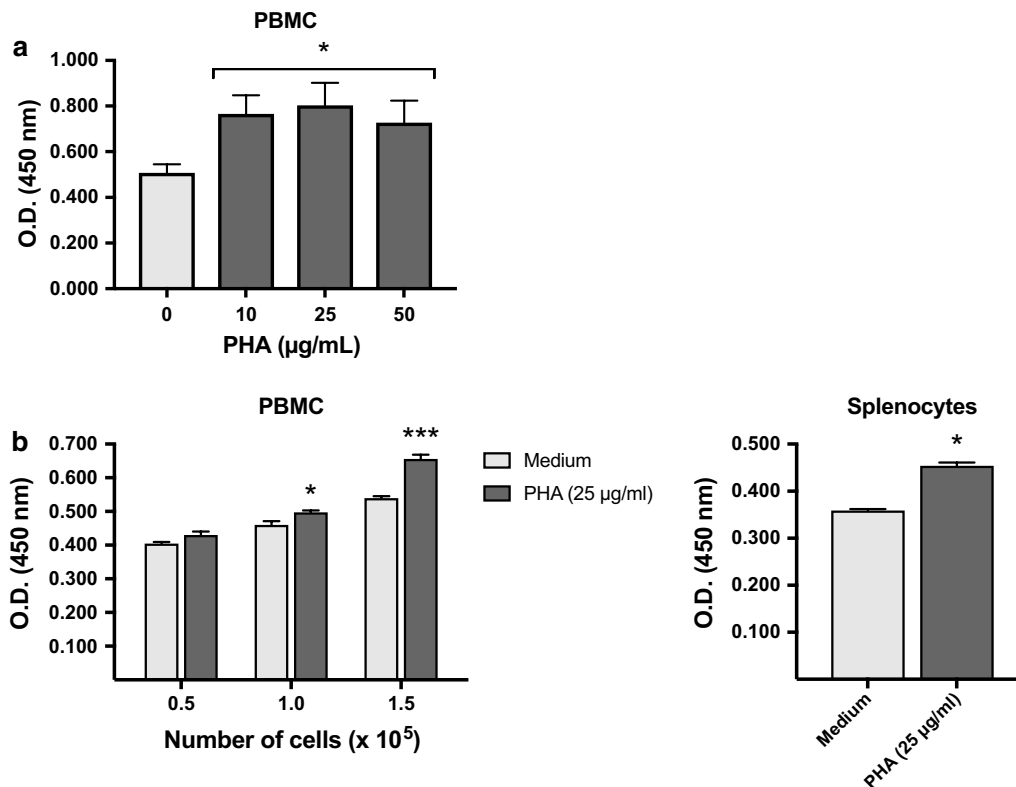 PBMC
a
*
1.000
0.800
0.600
0.400
0.200
0.000
O.D. (450 nm)
0 10 25 50
PHA (µg/mL)
PBMC
b
0.700
0.600
0.500
0.400
0.300
0.200
0.100
O.D. (450 nm)
*
***
0.5 1.0 1.5
Number of cells (x 10⁵)
Medium
PHA (25 µg/ml)
Splenocytes
*
0.500
0.400
0.300
0.200
0.100
O.D. (450 nm)
Medium
PHA (25 µg/ml)